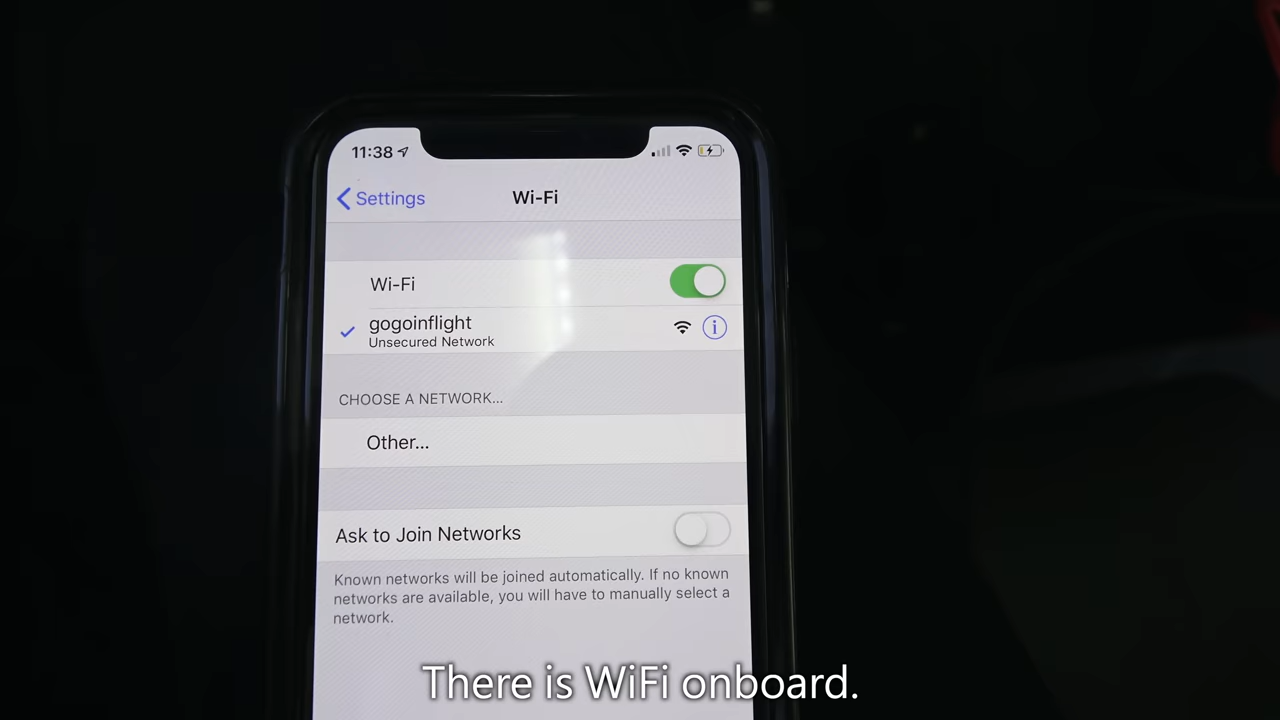 11:38
Settings
Wi-Fi
Wi-Fi
gogoinflight
Unsecured Network
CHOOSE A NETWORK...
Other...
Ask to Join Networks
Known networks will be joined automatically. If no known
networks are available, you will have to manually select a
network.
There is WiFi onboard.